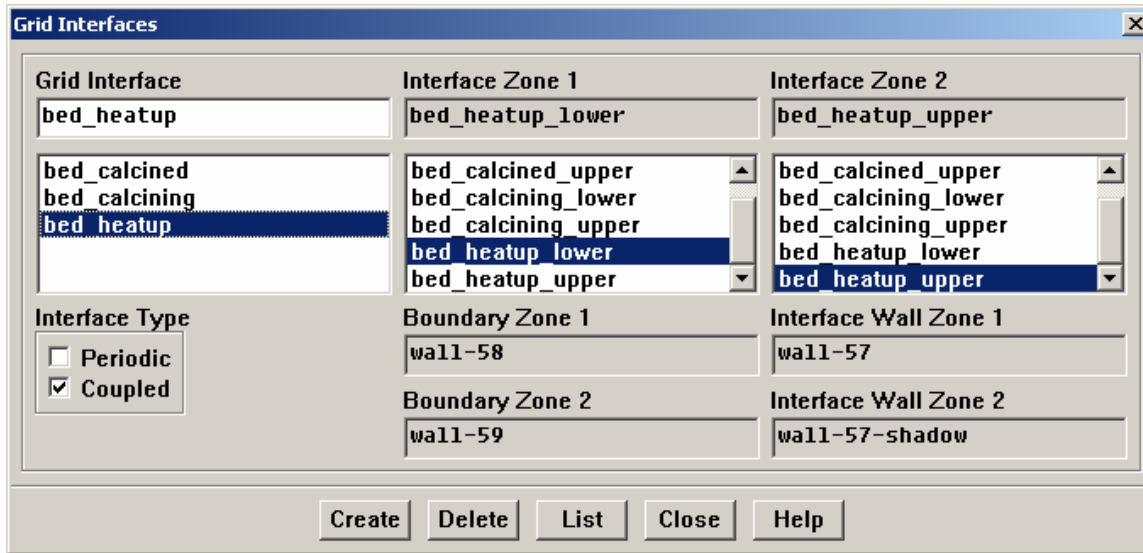 Grid Interfaces
Grid Interface
Interface Zone 1
Interface Zone 2
bed_heatup
bed_heatup_lower
bed_heatup_upper
bed_calcined
bed_calcining
bed_heatup
bed_calcined_upper
bed_calcining_lower
bed_calcining_upper
bed_heatup_lower
bed_heatup_upper
bed_calcined_upper
bed_calcining_lower
bed_calcining_upper
bed_heatup_lower
bed_heatup_upper
Interface Type
Periodic
Coupled
Boundary Zone 1
wall-58
Interface Wall Zone 1
wall-57
Boundary Zone 2
wall-59
Interface Wall Zone 2
wall-57-shadow
Create
Delete
List
Close
Help